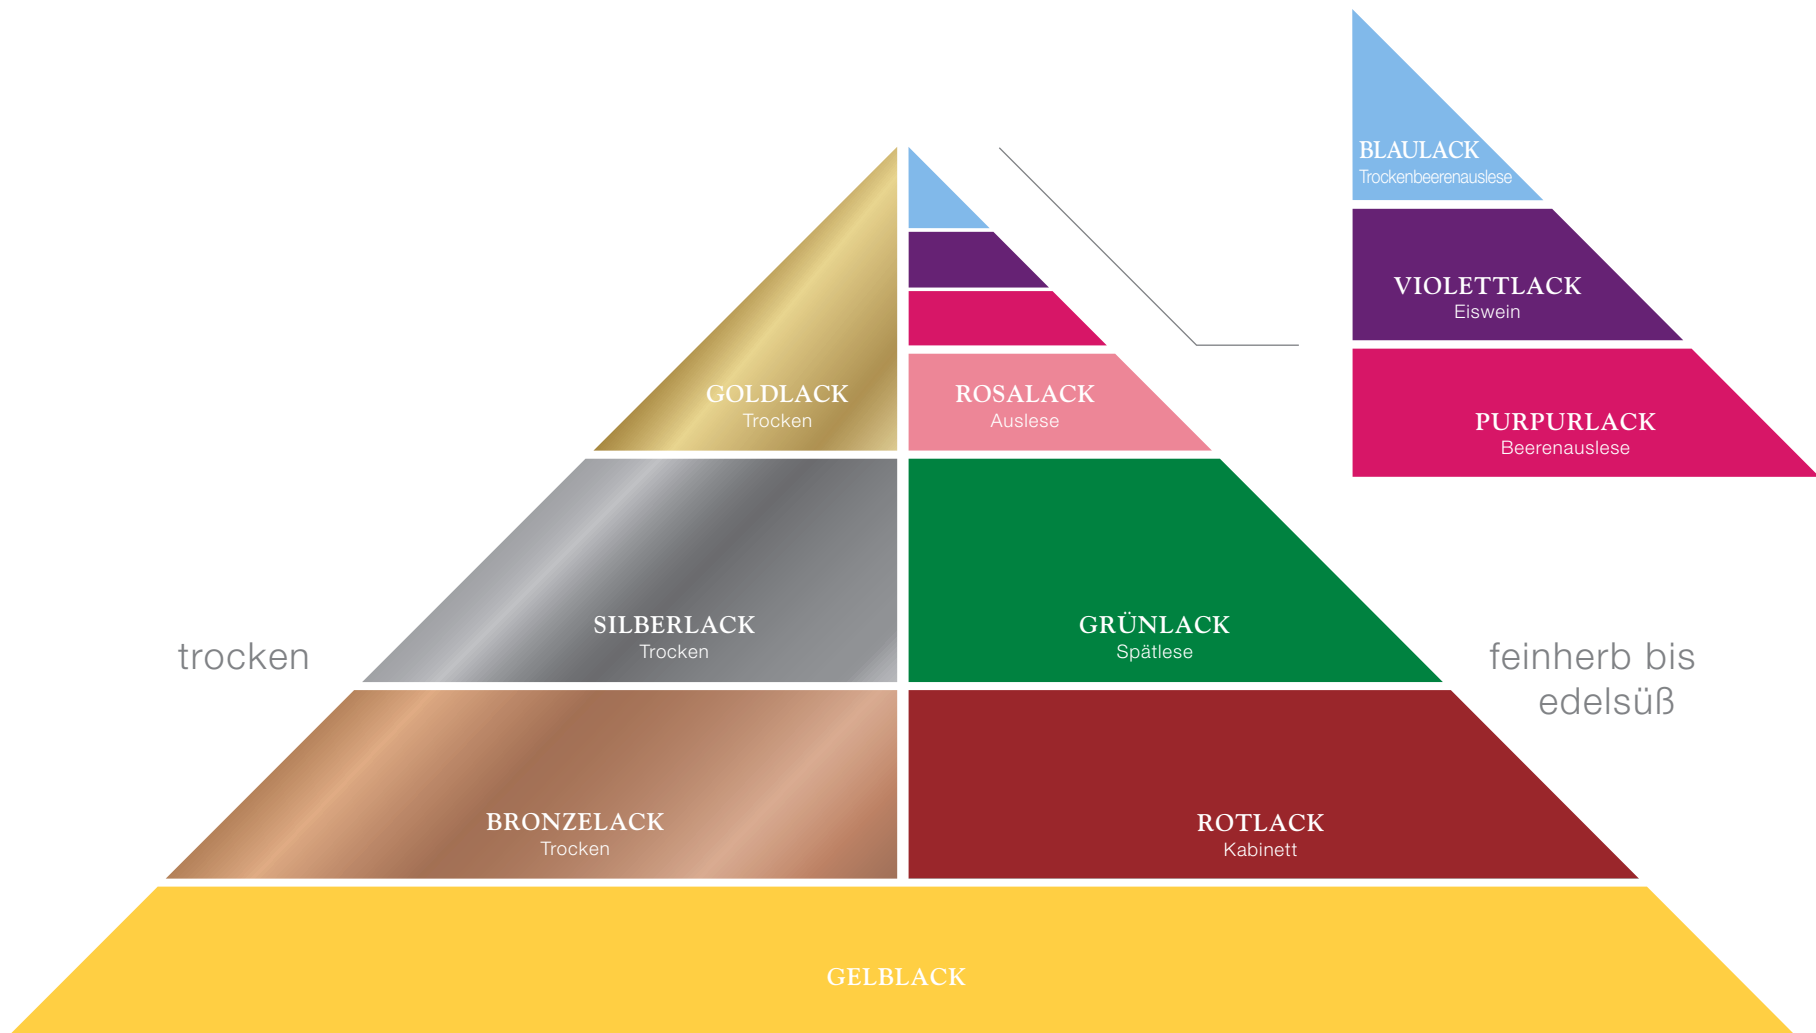 BLAULACK
Trockenbeerenauslese
VIOLETTLACK
Eiswein
PURPURLACK
Beerenauslese
GOLDLACK
Trocken
ROSALACK
Auslese
SILBERLACK
Trocken
GRÜNLACK
Spätlese
trocken
feinherb bis
edelsüß
BRONZELACK
Trocken
ROTLACK
Kabinett
GELBLACK